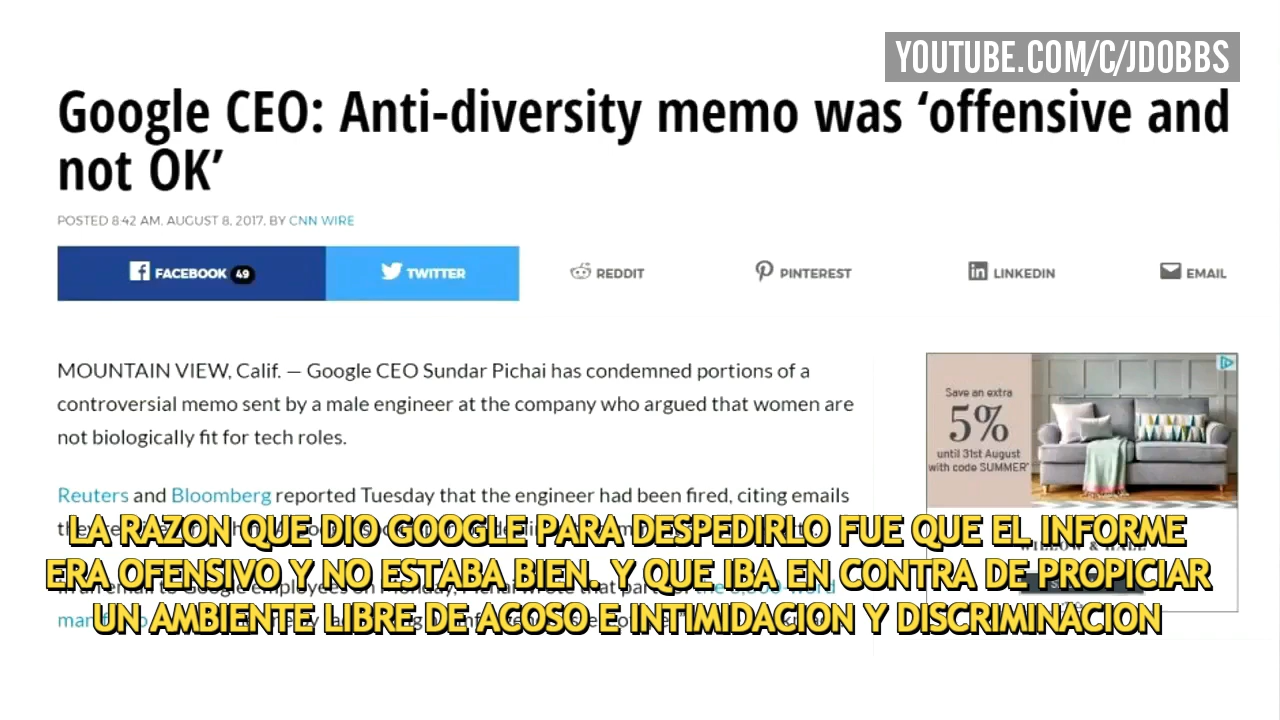 YOUTUBE.COM/C/JDOBBS
Google CEO: Anti-diversity memo was ‘offensive and
not OK’
POSTED 8:42 AM, AUGUST 8, 2017, BY CNN WIRE
FACEBOOK 49 TWITTER REDDIT PINTEREST LINKEDIN EMAIL
MOUNTAIN VIEW, Calif. — Google CEO Sundar Pichai has condemned portions of a
controversial memo sent by a male engineer at the company who argued that women are
not biologically fit for tech roles.
Save an extra
5%
until 31st August
with code SUMMER*
Reuters and Bloomberg reported Tuesday that the engineer had been fired, citing emails
LA RAZON QUE DIO GOOGLE PARA DESPEDIRLO FUE QUE EL INFORME
ERA OFENSIVO Y NO ESTABA BIEN. Y QUE IBA EN CONTRA DE PROPICIAR
UN AMBIENTE LIBRE DE ACOSO E INTIMIDACION Y DISCRIMINACION